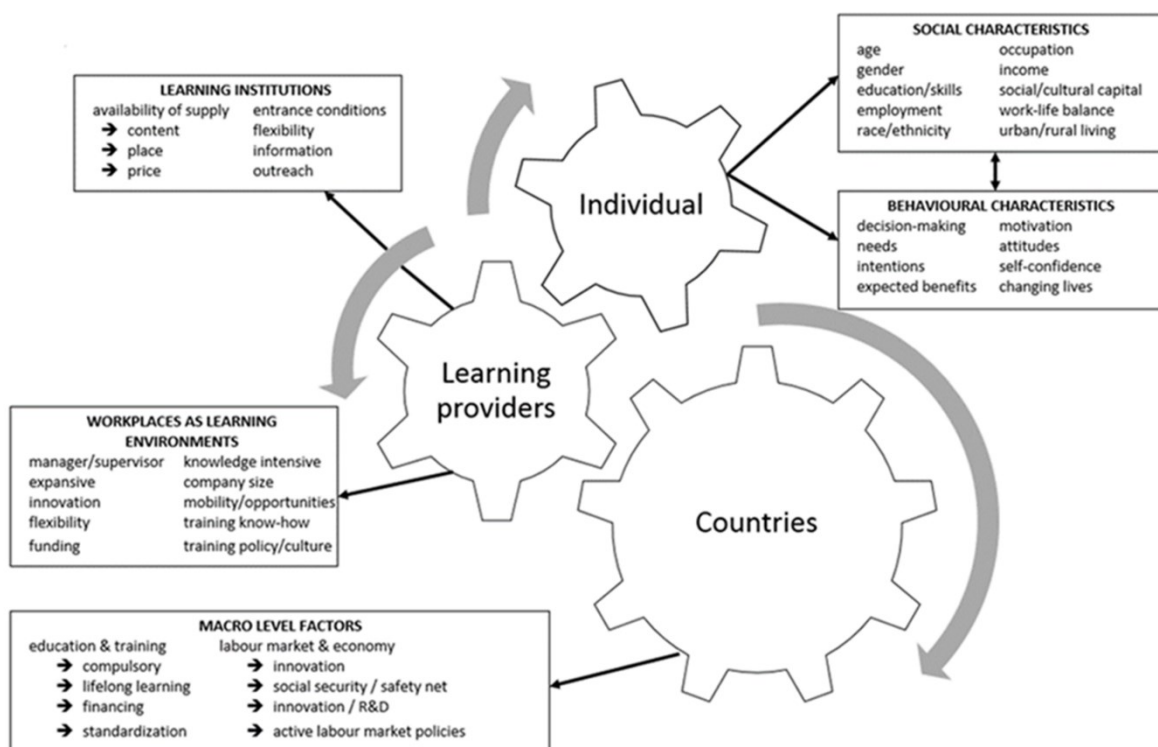 SOCIAL CHARACTERISTICS
age occupation
gender income
education/skills social/cultural capital
employment work-life balance
race/ethnicity urban/rural living
LEARNING INSTITUTIONS
availability of supply entrance conditions
➔ content flexibility
➔ place information
➔ price outreach
Individual
BEHAVIOURAL CHARACTERISTICS
decision-making motivation
needs attitudes
intentions self-confidence
expected benefits changing lives
Learning
providers
WORKPLACES AS LEARNING
ENVIRONMENTS
manager/supervisor knowledge intensive
expansive company size
innovation mobility/opportunities
flexibility training know-how
funding training policy/culture
Countries
MACRO LEVEL FACTORS
education & training labour market & economy
➔ compulsory ➔ innovation
➔ lifelong learning ➔ social security / safety net
➔ financing ➔ innovation / R&D
➔ standardization ➔ active labour market policies